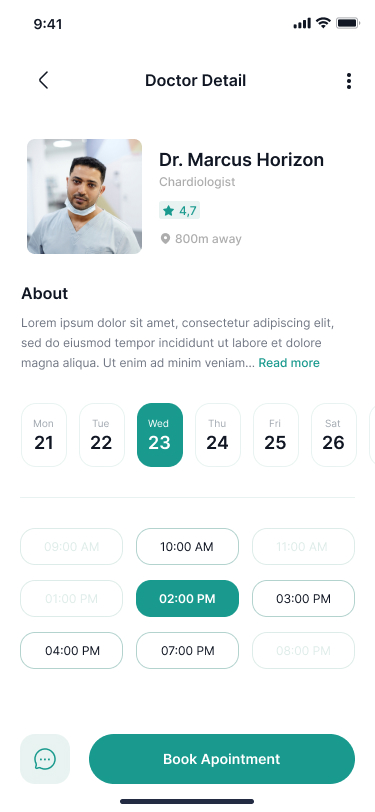 9:41
Doctor Detail
Dr. Marcus Horizon
Chardiologist
4,7
800m away
About
Lorem ipsum dolor sit amet, consectetur adipiscing elit,
sed do eiusmod tempor incididunt ut labore et dolore
magna aliqua. Ut enim ad minim veniam... Read more
Mon Tue Wed Thu Fri Sat
21 22 23 24 25 26
09:00 AM 10:00 AM 11:00 AM
01:00 PM 02:00 PM 03:00 PM
04:00 PM 07:00 PM 08:00 PM
Book Apointment